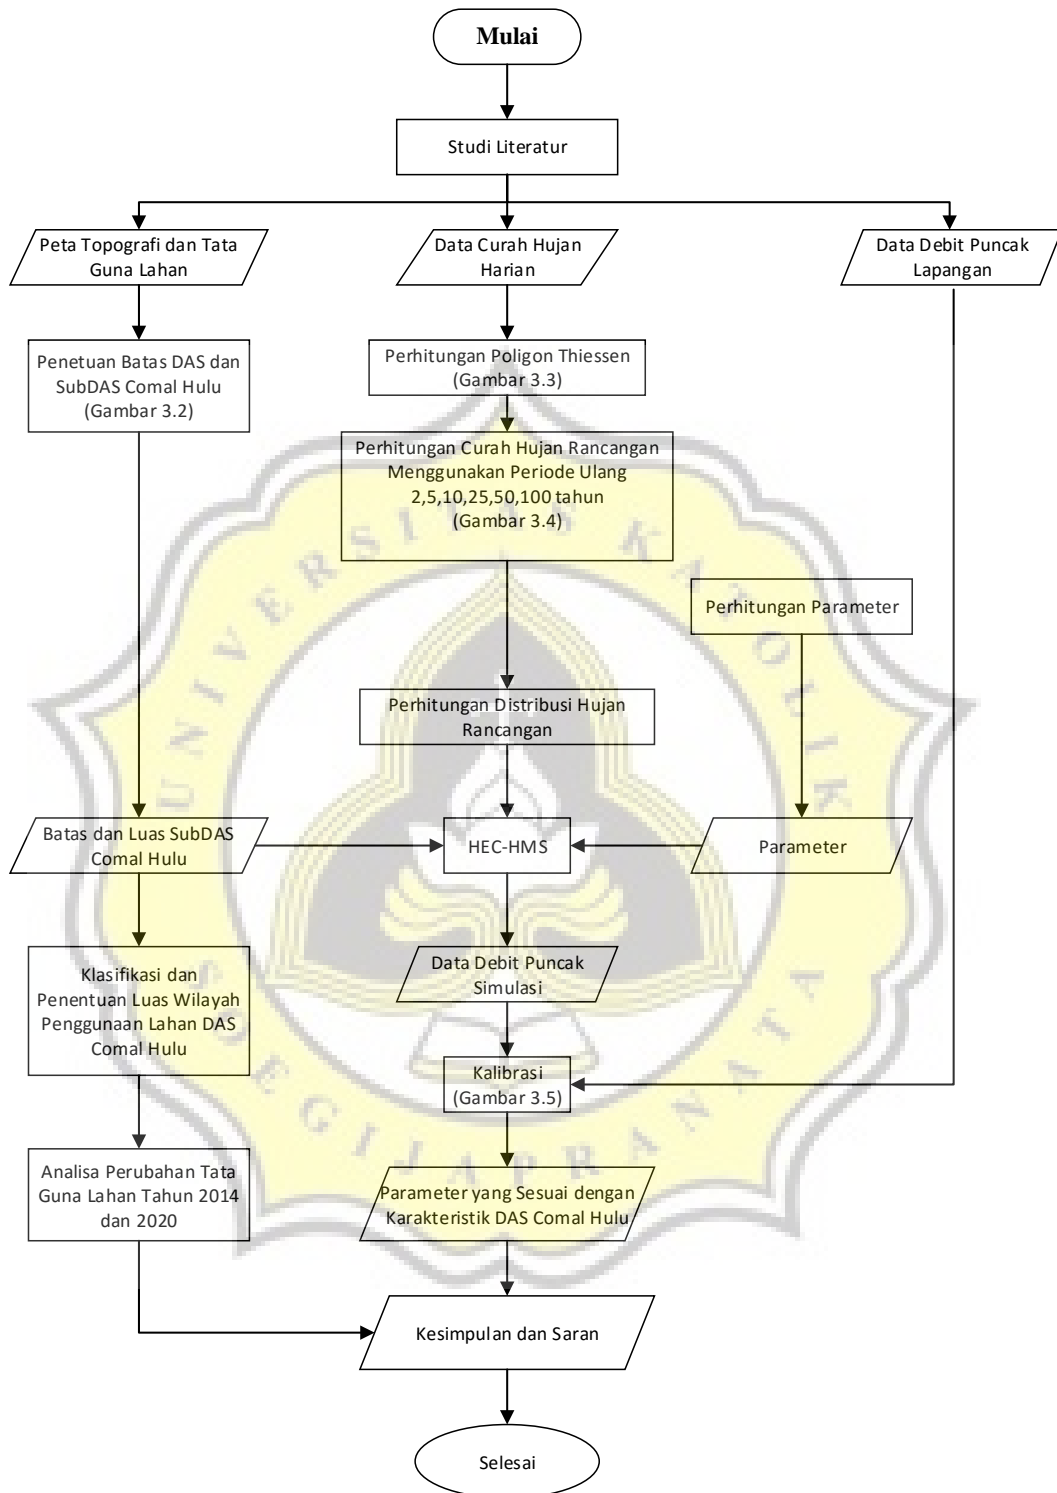 Mulai
Studi Literatur
Peta Topografi dan Tata
Guna Lahan
Data Curah Hujan
Harian
Data Debit Puncak
Lapangan
Penetuan Batas DAS dan
SubDAS Comal Hulu
(Gambar 3.2)
Perhitungan Poligon Thiessen
(Gambar 3.3)
Perhitungan Curah Hujan Rancangan
Menggunakan Periode Ulang
2,5,10,25,50,100 tahun
(Gambar 3.4)
Perhitungan Parameter
Perhitungan Distribusi Hujan
Rancangan
Batas dan Luas SubDAS
Comal Hulu
HEC-HMS
Parameter
Klasifikasi dan
Penentuan Luas Wilayah
Penggunaan Lahan DAS
Comal Hulu
Data Debit Puncak
Simulasi
Kalibrasi
(Gambar 3.5)
Analisa Perubahan Tata
Guna Lahan Tahun 2014
dan 2020
Parameter yang Sesuai dengan
Karakteristik DAS Comal Hulu
Kesimpulan dan Saran
Selesai
UNIVERSITAS KATOLIK
SOEGIJAPRANATA